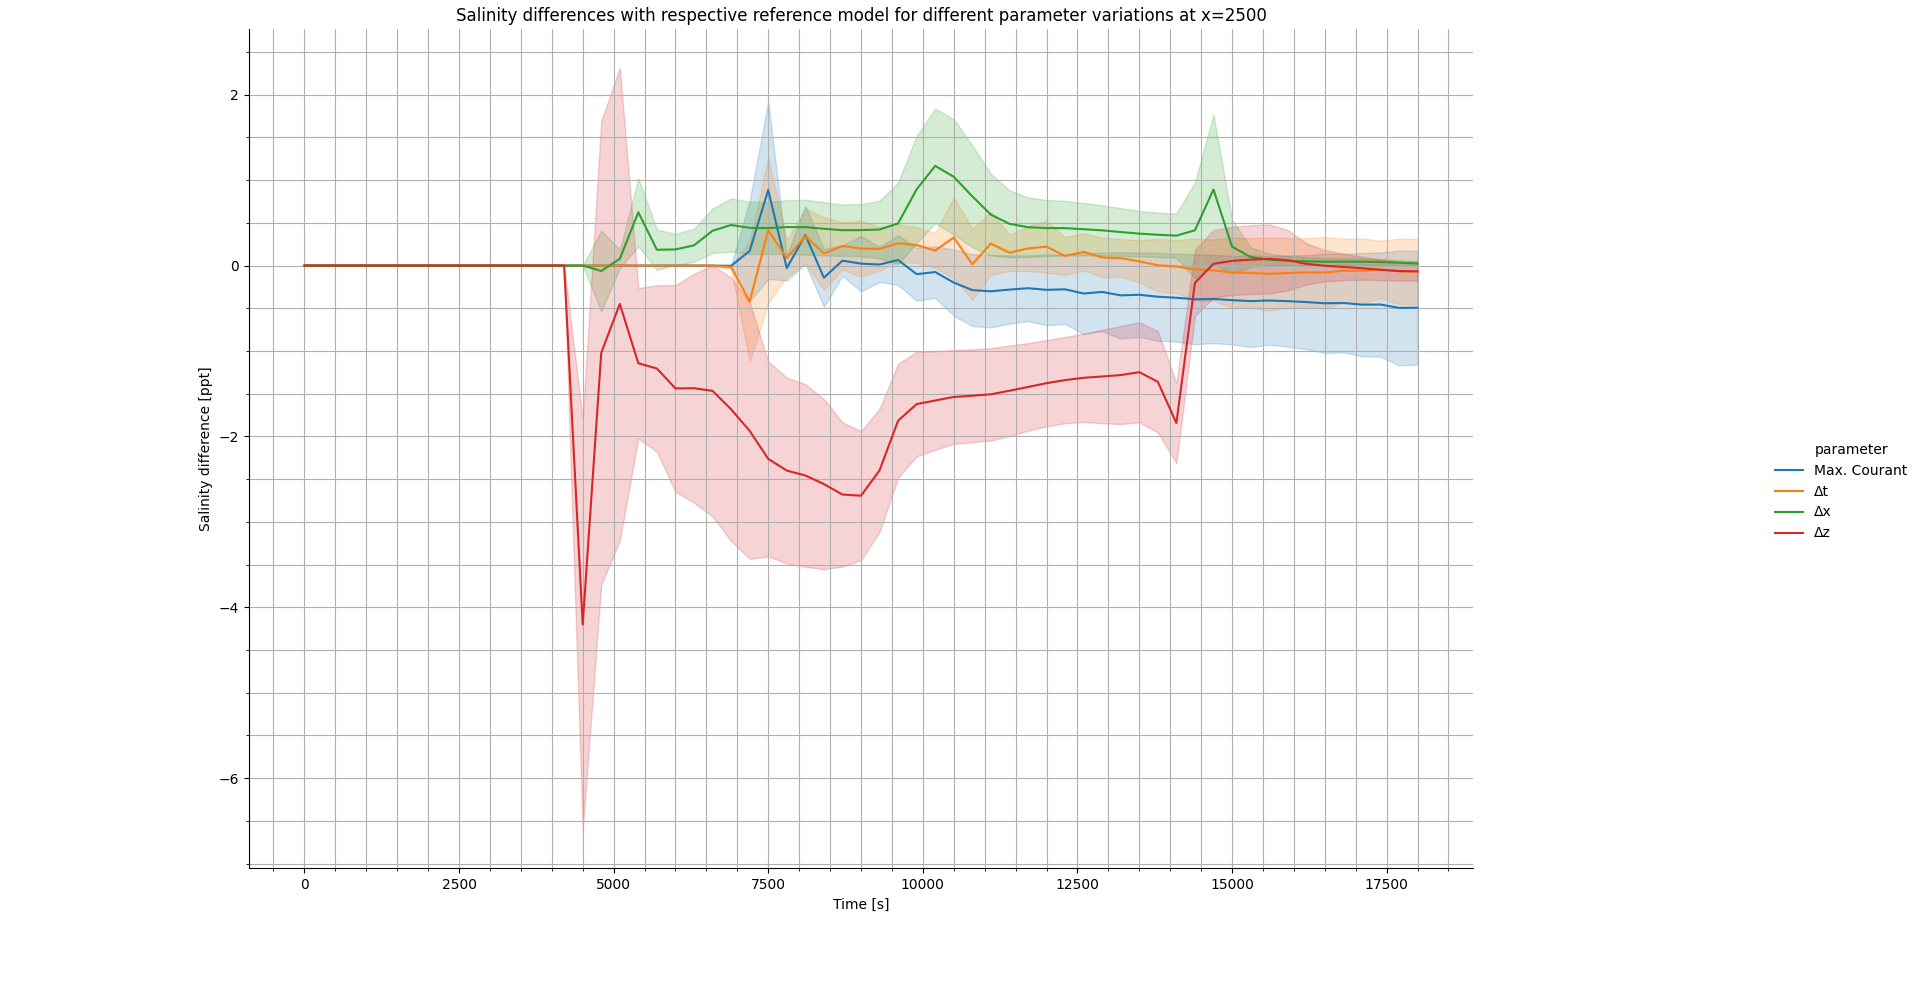 Salinity differences with respective reference model for different parameter variations at x=2500
2
0
−2
−4
−6
Salinity difference [ppt]
0 2500 5000 7500 10000 12500 15000 17500
Time [s]
parameter
Max. Courant
Δt
Δx
Δz